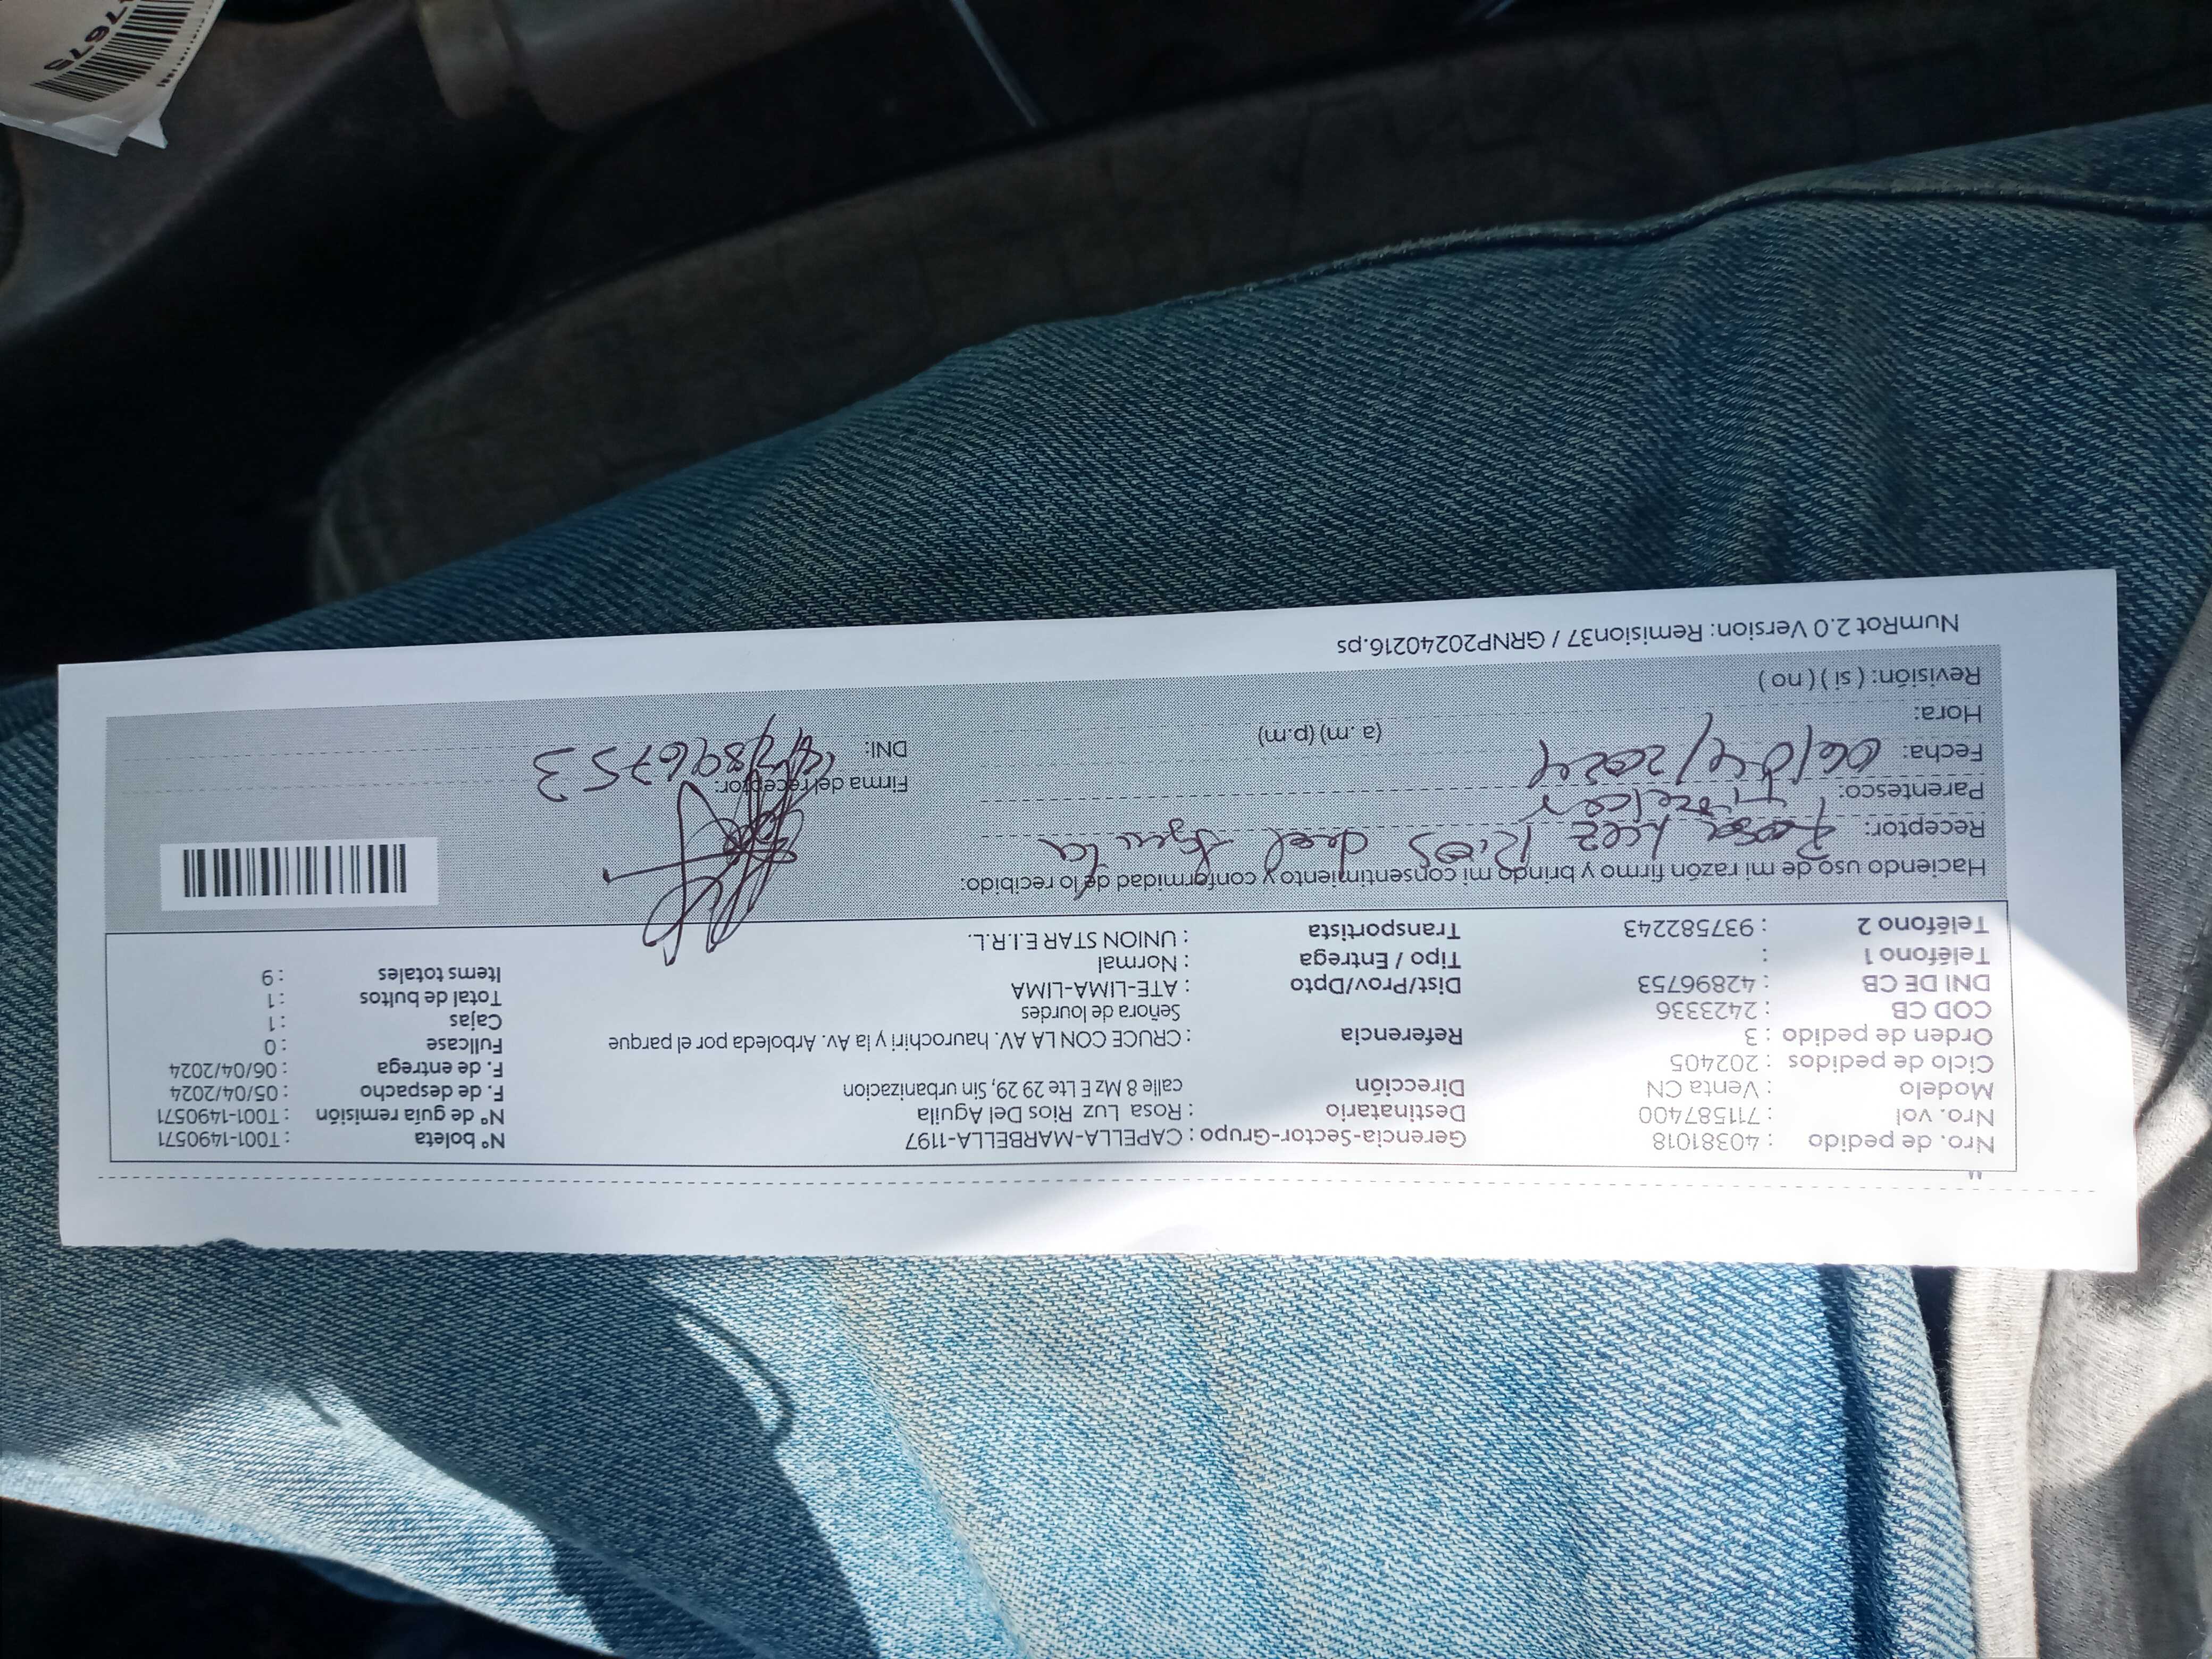 Nro. de pedido : 40381018 Gerencia-Sector-Grupo : CAPELLA-MARBELLA-1197 N° boleta : T001-1490571
Nro. vol : 711587400 Destinatario : Rosa Luz Rios Del Aguila N° de guía remisión : T001-1490571
Modelo : Venta CN Dirección calle 8 Mz E Lte 29 29, Sin urbanizacion F. de despacho : 05/04/2024
Ciclo de pedidos : 202405 F. de entrega : 06/04/2024
Orden de pedido : 3 Referencia : CRUCE CON LA AV. haurochiri y la Av. Arboleda por el parque Fullcase : 0
COD CB : 2423336 Señora de lourdes Cajas : 1
DNI DE CB : 42896753 Dist/Prov/Dpto : ATE-LIMA-LIMA Total de bultos : 1
Teléfono 1 : Tipo / Entrega : Normal Items totales : 9
Teléfono 2 : 937582243 Transportista : UNION STAR E.I.R.L.
Haciendo uso de mi razón firmo y brindo mi consentimiento y conformidad de lo recibido:
Receptor: Rosa Luz Rios del Aguila
Parentesco: Titular Firma del receptor:
Fecha: 06/04/2024 (a .m) (p.m) DNI: 42896753
Hora:
Revisión: ( si ) ( no )
NumRot 2.0 Version: Remision37 / GRNP20240216.ps